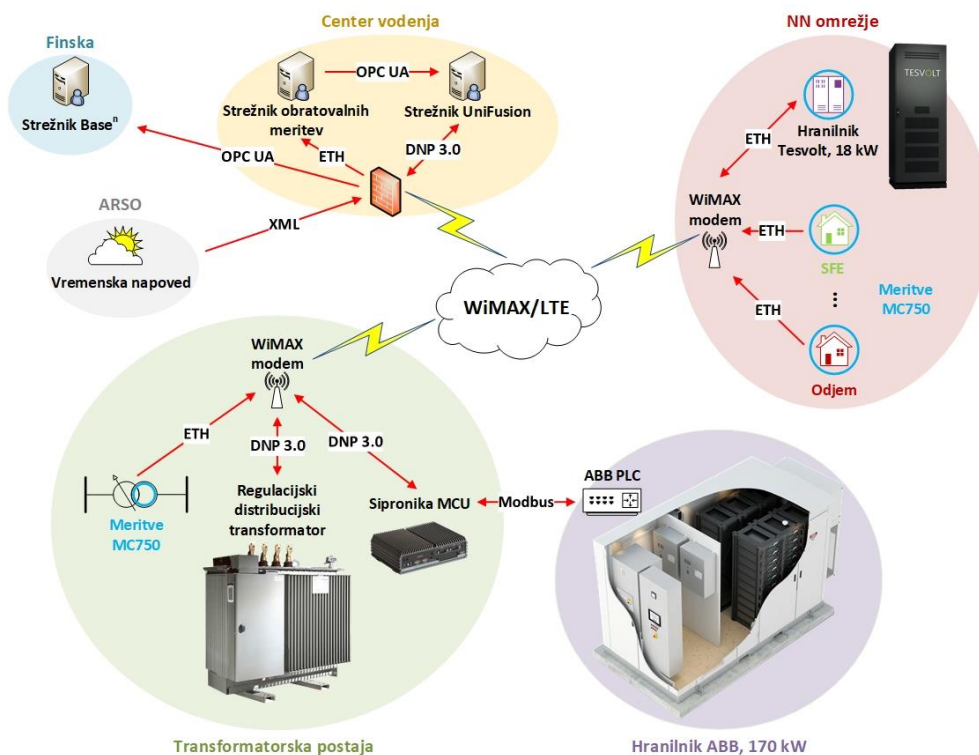 Center vodenja
NN omrežje
Finska
Strežnik Baseⁿ
Strežnik obratovalnih
meritev
OPC UA
Strežnik UniFusion
ETH
DNP 3.0
OPC UA
ARSO
XML
Vremenska napoved
TESVOLT
Hranilnik
Tesvolt, 18 kW
ETH
WiMAX
modem
ETH
SFE
ETH
Meritve
MC750
Odjem
WiMAX/LTE
WiMAX
modem
ETH
DNP 3.0
DNP 3.0
Meritve
MC750
Regulacijski
distribucijski
transformator
Sipronika MCU
Modbus
ABB PLC
Transformatorska postaja
Hranilnik ABB, 170 kW